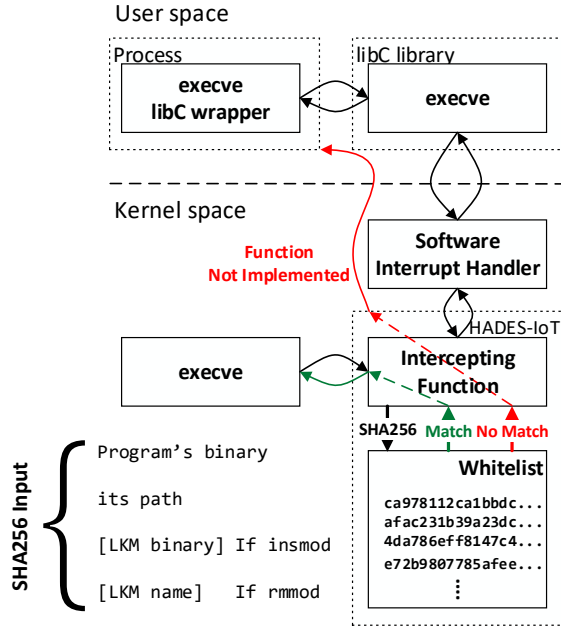 User space
Process
libC library
execve
libC wrapper
execve
Kernel space
Function
Not Implemented
Software
Interrupt Handler
HADES-IoT
execve
Intercepting
Function
SHA256
Match
No Match
SHA256 Input
Program's binary
its path
[LKM binary] If insmod
[LKM name] If rmmod
Whitelist
ca978112ca1bbdc...
afac231b39a23dc...
4da786eff8147c4...
e72b9807785afee...